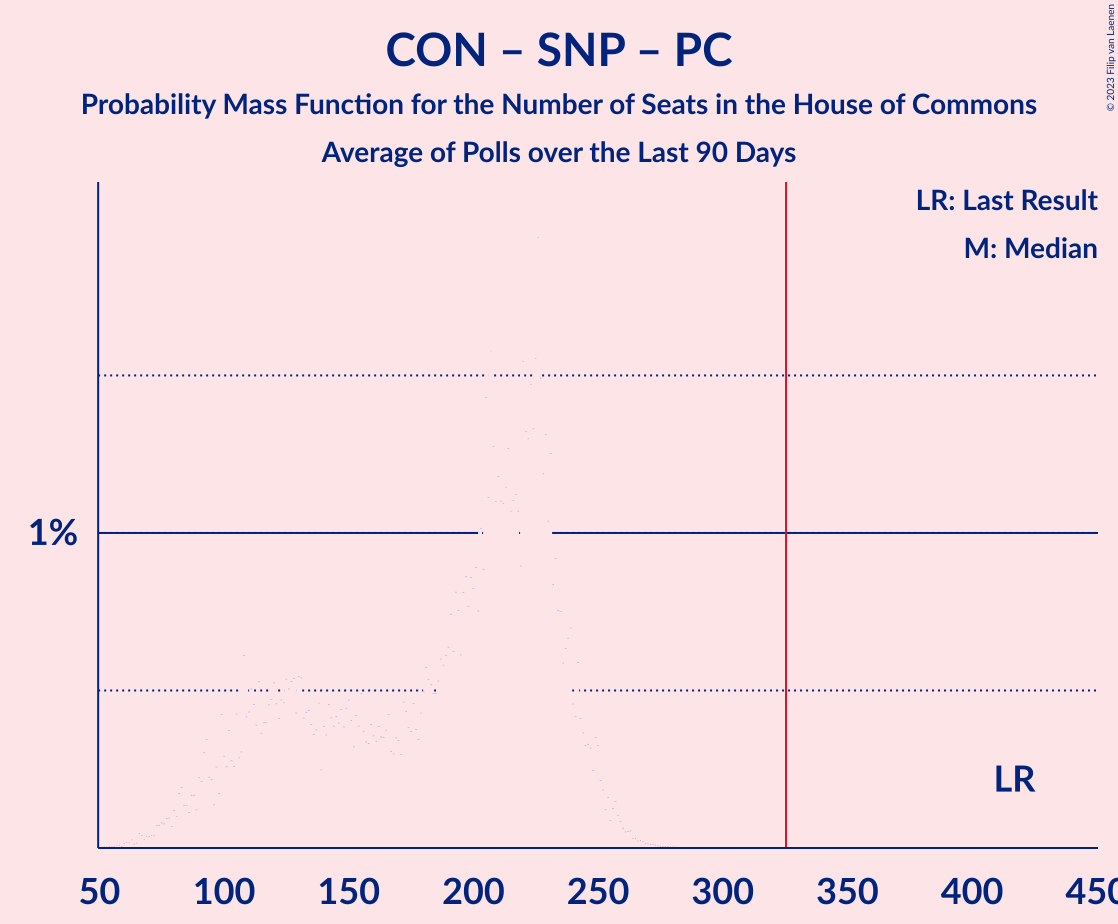 CON – SNP – PC
Probability Mass Function for the Number of Seats in the House of Commons
Average of Polls over the Last 90 Days
© 2023 Filip van Laenen
LR: Last Result
M: Median
1%
LR
50 100 150 200 250 300 350 400 450